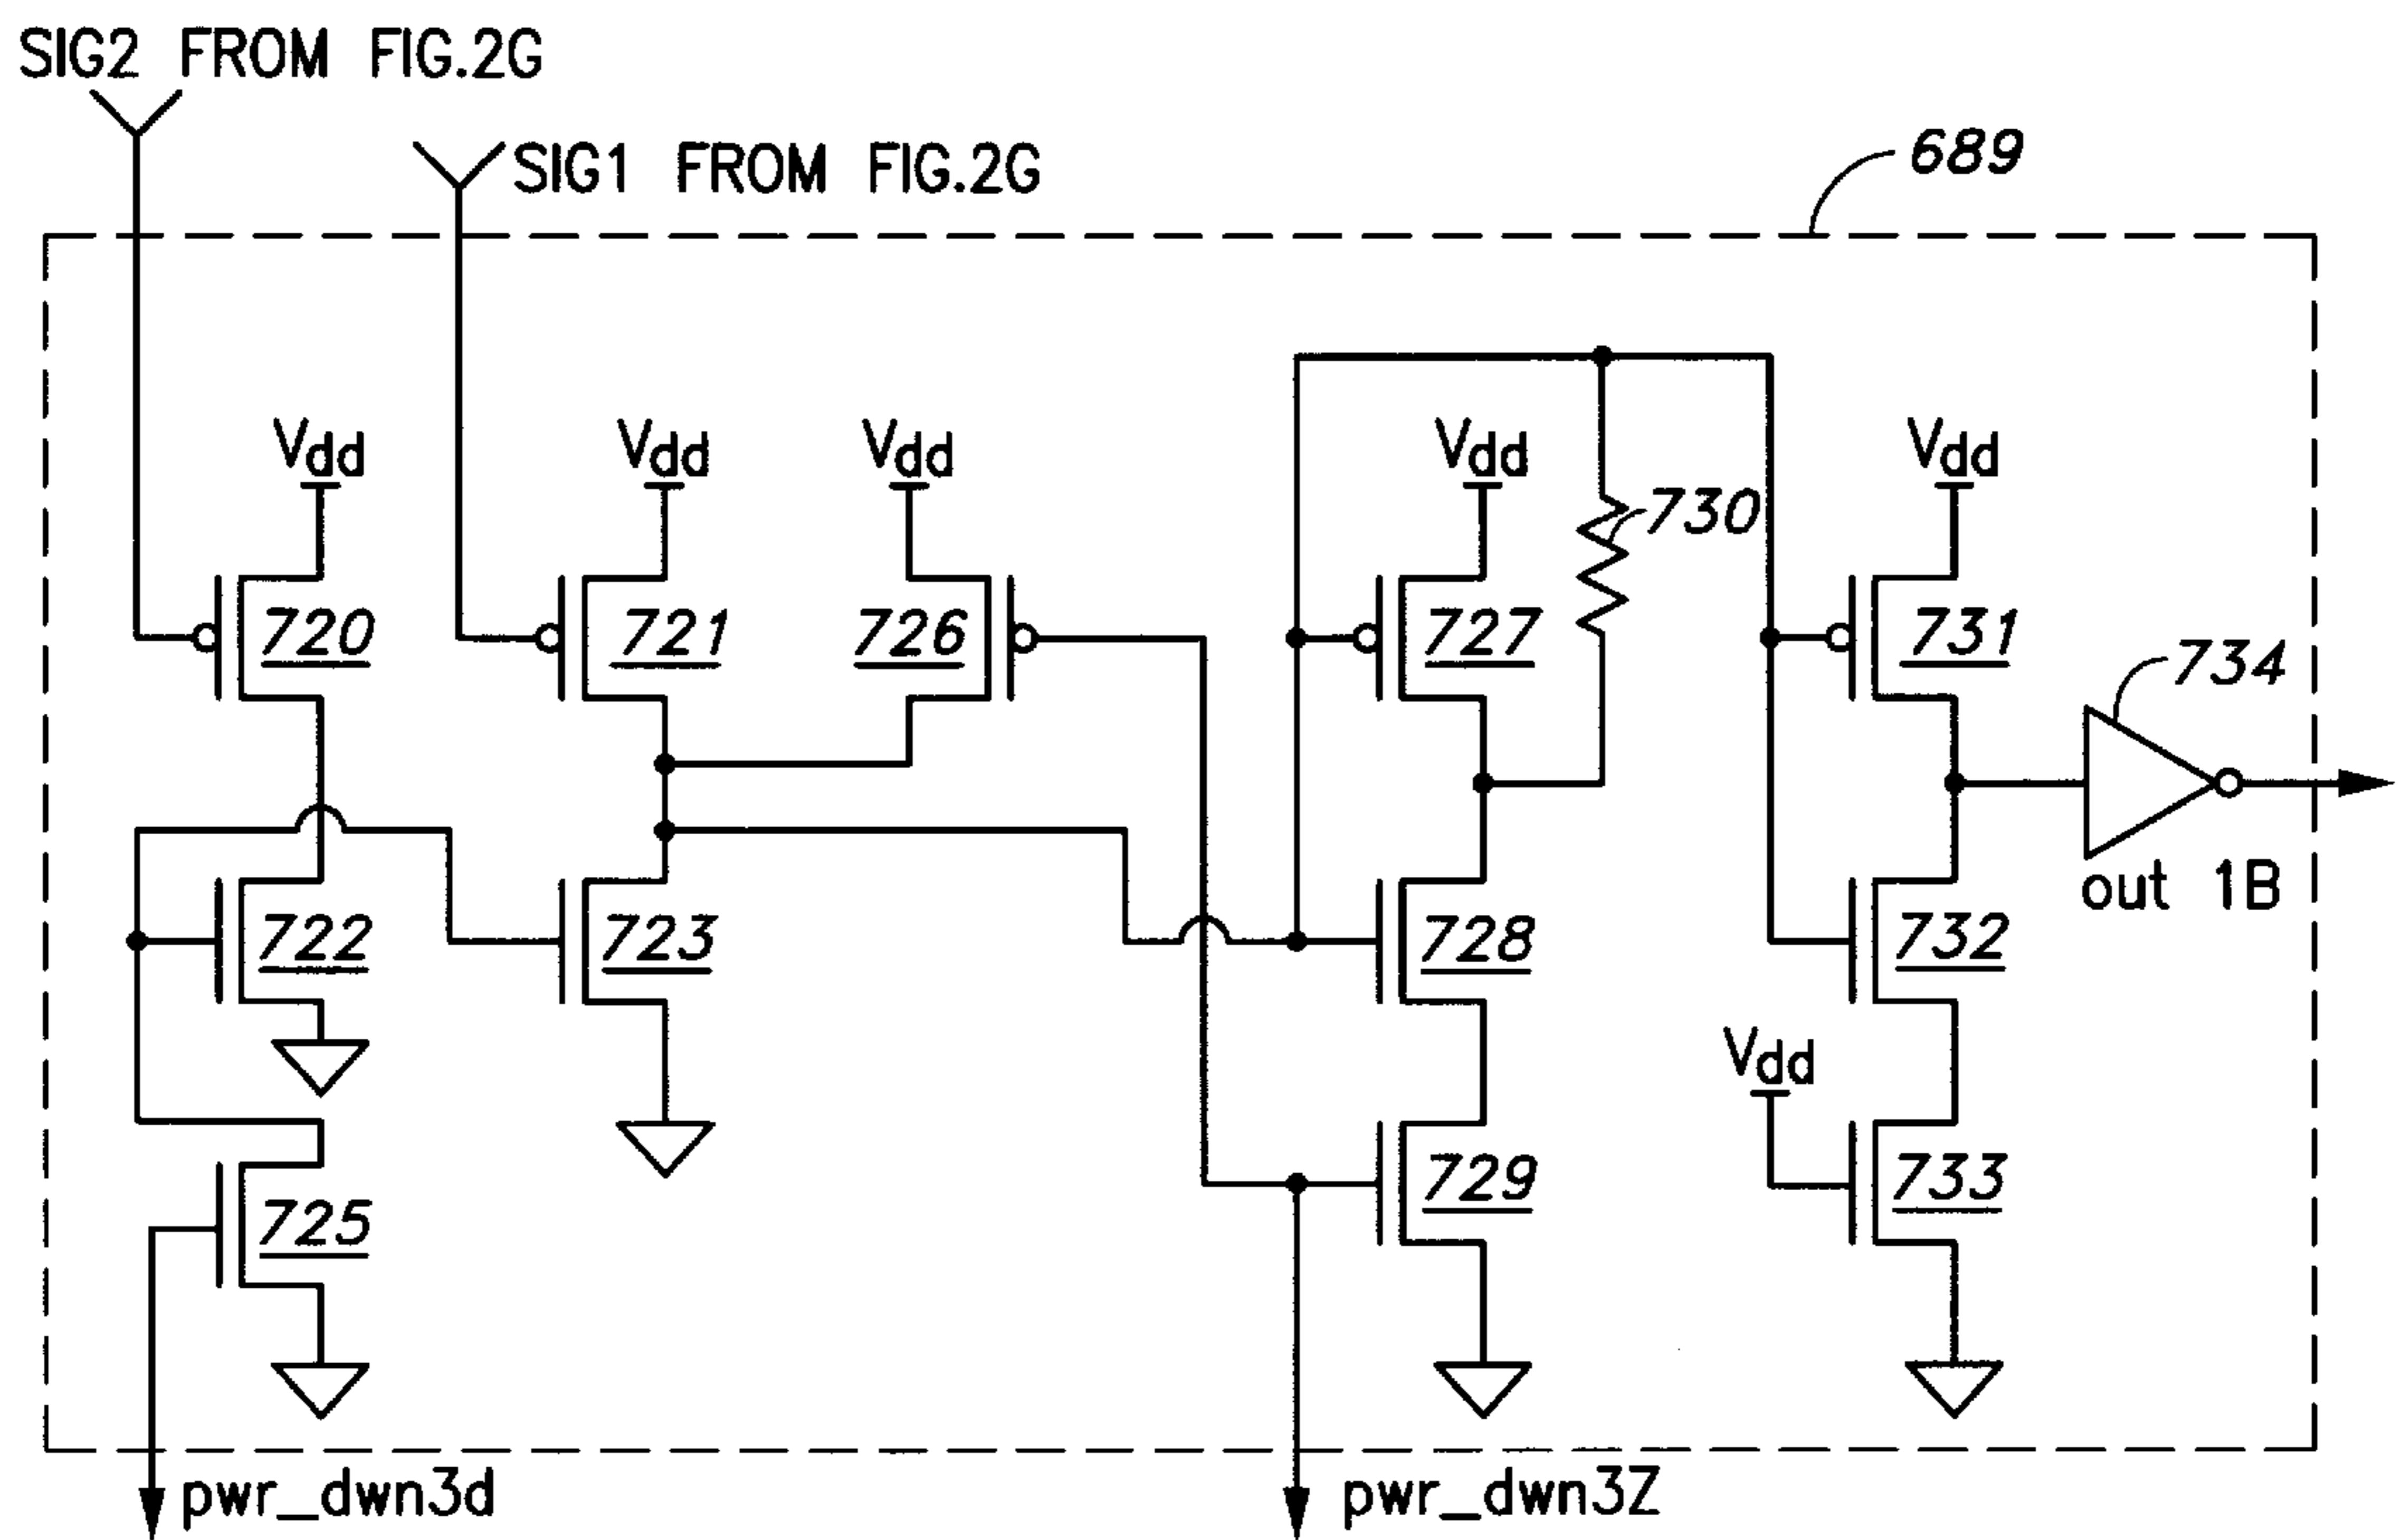 SIG2 FROM FIG.2G
SIG1 FROM FIG.2G
689
Vdd
Vdd
Vdd
Vdd
Vdd
730
720
721
726
727
731
734
722
723
728
732
out 1B
Vdd
725
729
733
pwr_dwn3d
pwr_dwn3Z